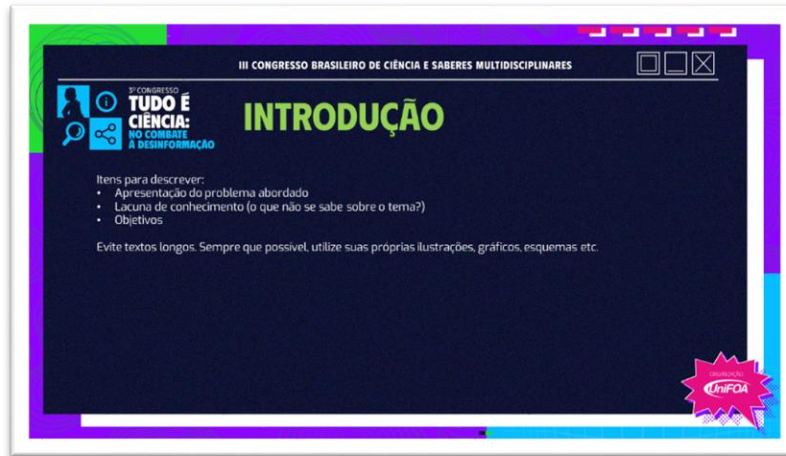 III CONGRESSO BRASILEIRO DE CIÊNCIA E SABERES MULTIDISCIPLINARES
3º CONGRESSO
TUDO É
CIÊNCIA:
NO COMBATE
À DESINFORMAÇÃO
INTRODUÇÃO
Itens para descrever:
• Apresentação do problema abordado
• Lacuna de conhecimento (o que não se sabe sobre o tema?)
• Objetivos
Evite textos longos. Sempre que possível, utilize suas próprias ilustrações, gráficos, esquemas etc.
ORGANIZAÇÃO
UniFOA